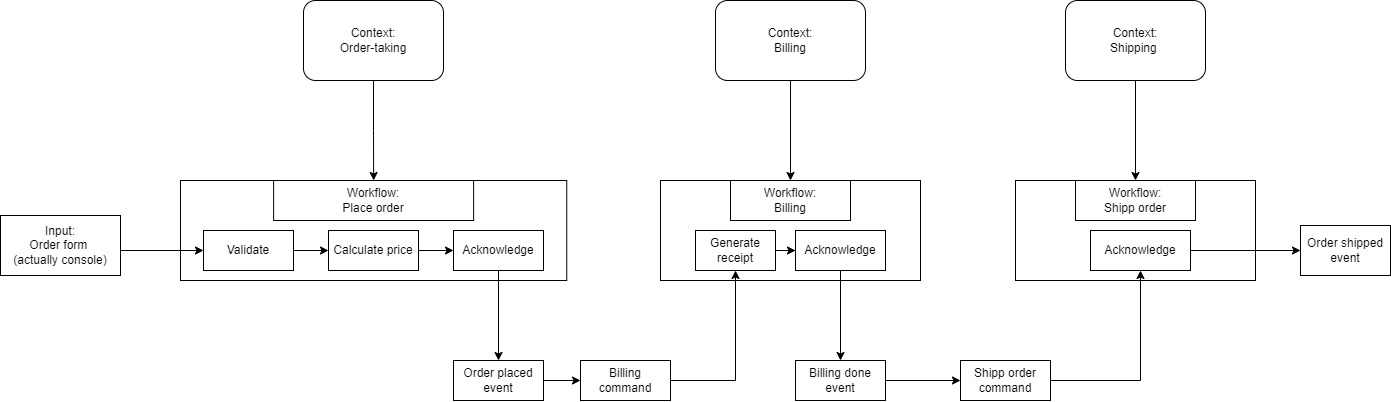 Context:
Order-taking
Context:
Billing
Context:
Shipping
Workflow:
Place order
Workflow:
Billing
Workflow:
Shipp order
Input:
Order form
(actually console)
Validate
Calculate price
Acknowledge
Generate
receipt
Acknowledge
Acknowledge
Order shipped
event
Order placed
event
Billing
command
Billing done
event
Shipp order
command